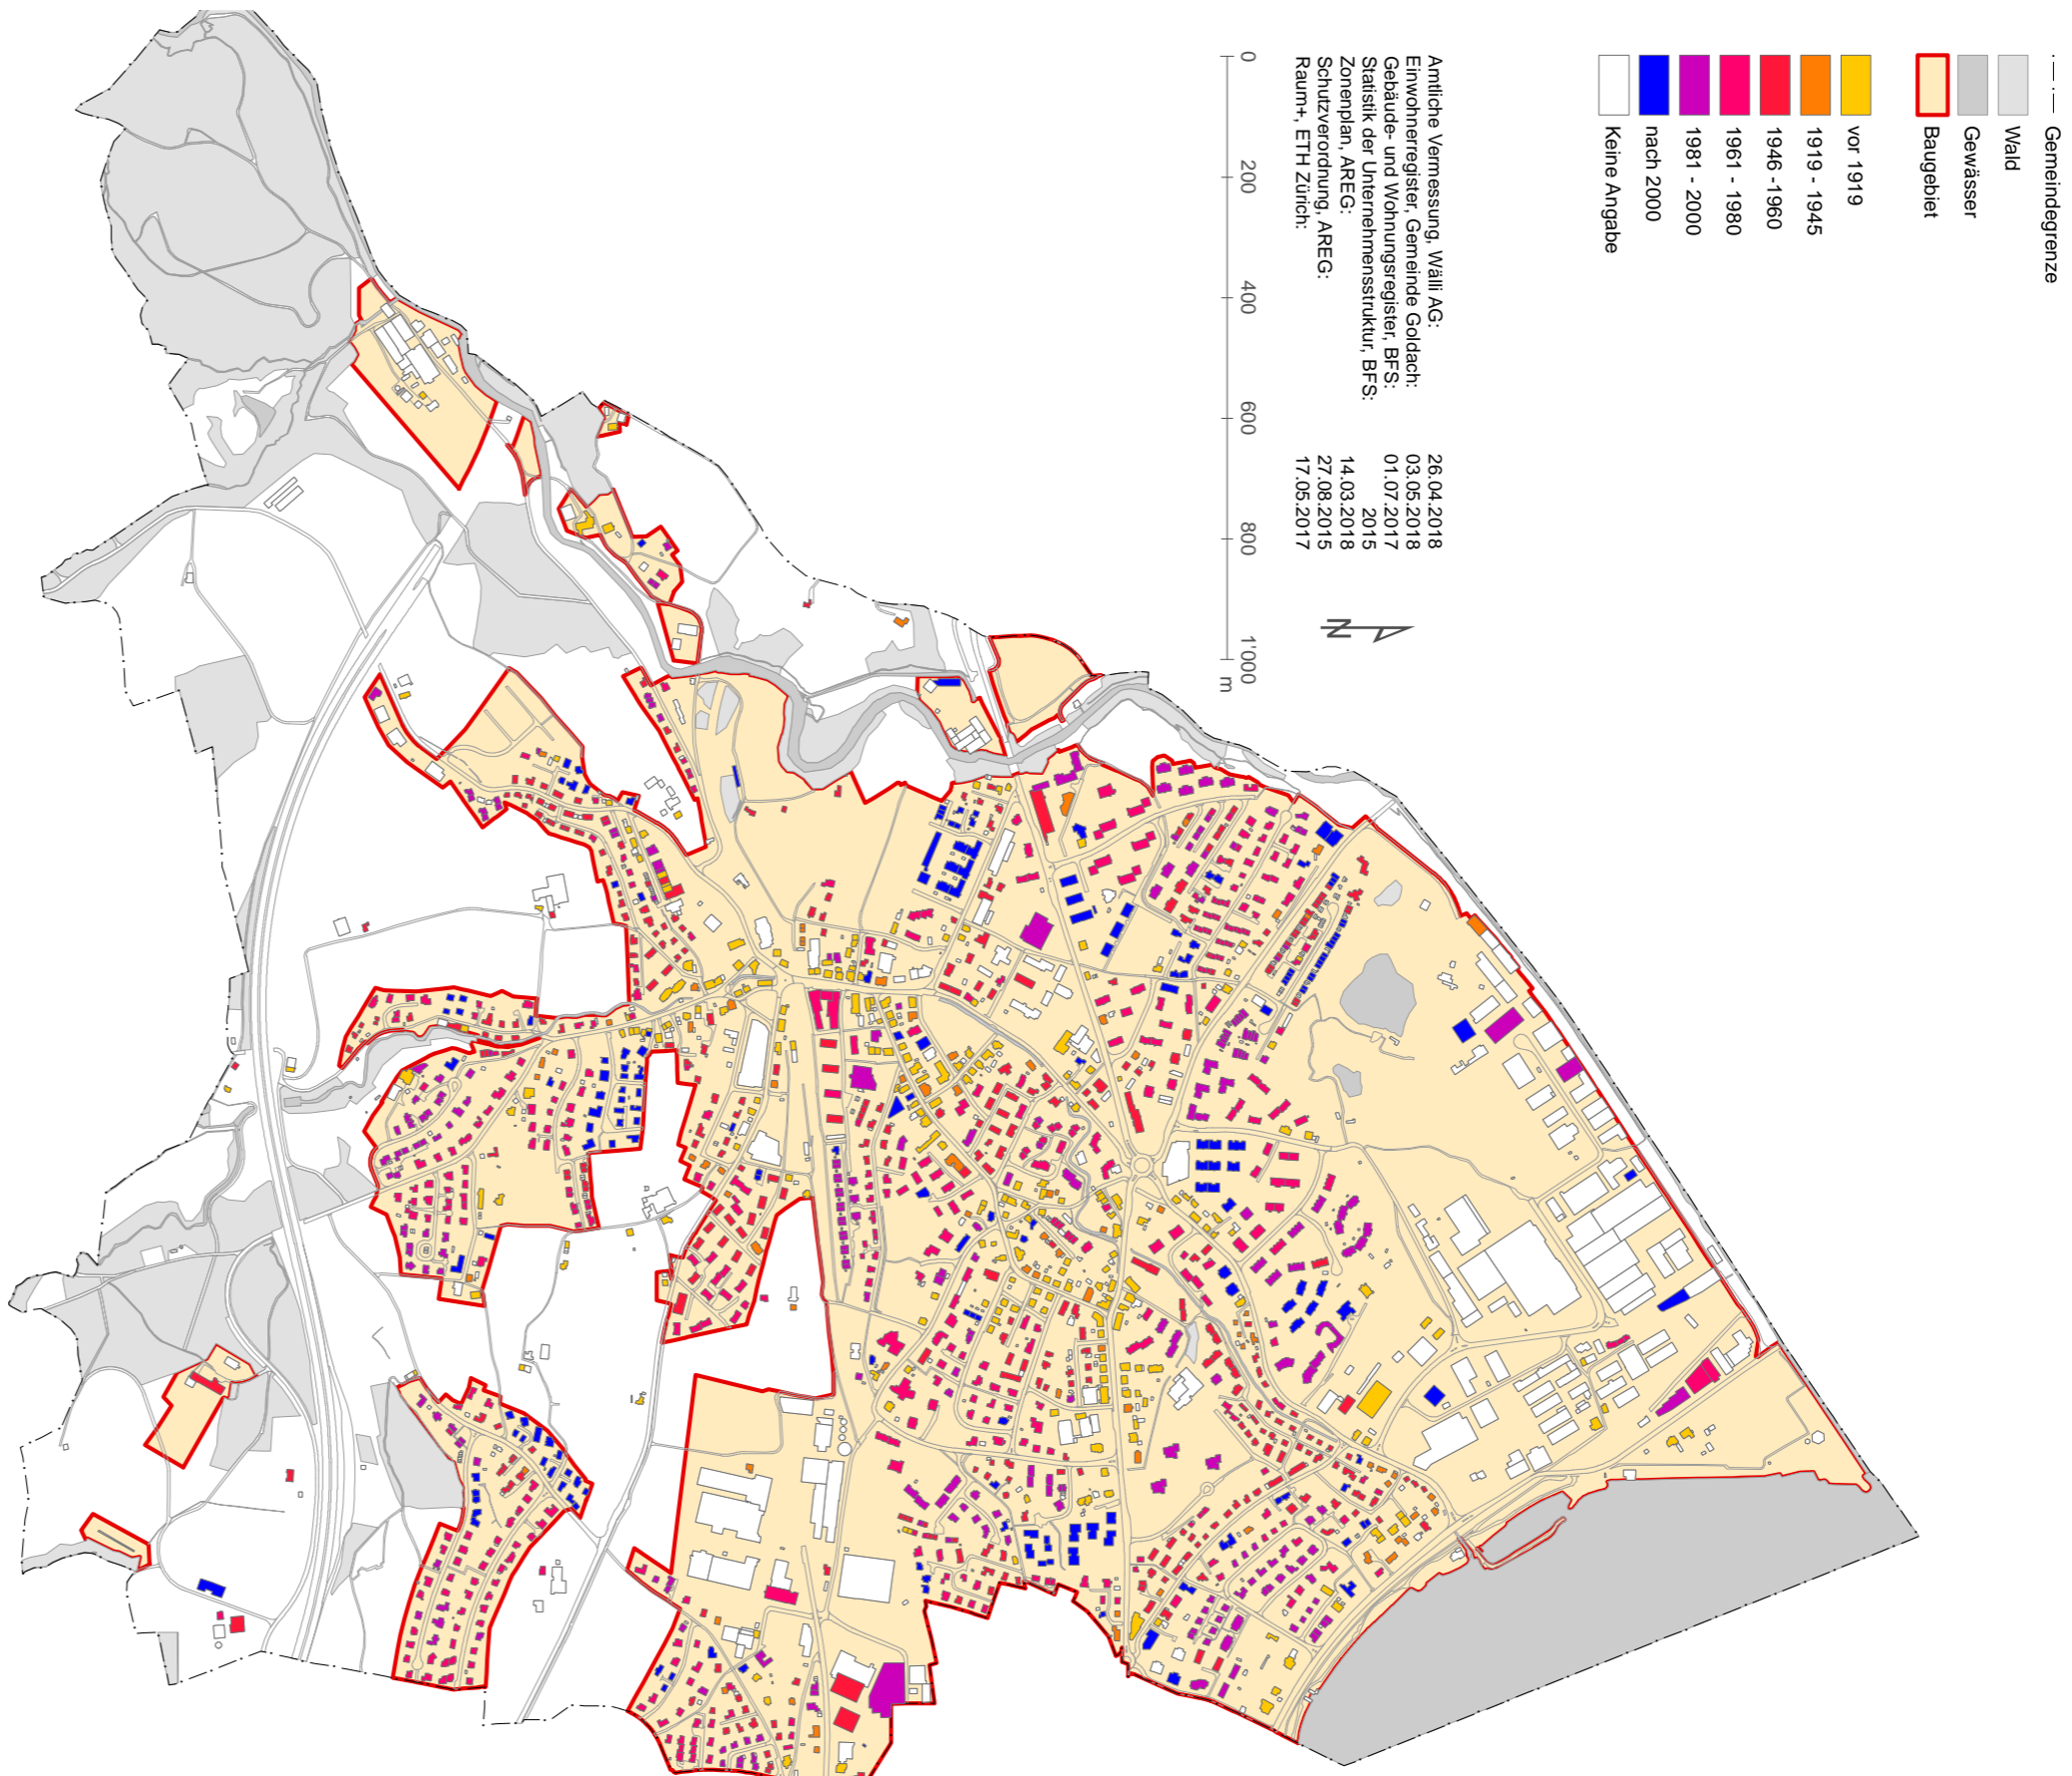 Gemeindegrenze
Wald
Gewässer
Baugebiet
vor 1919
1919 - 1945
1946 -1960
1961 - 1980
1981 - 2000
nach 2000
Keine Angabe
Amtliche Vermessung, Wälli AG: 26.04.2018
Einwohnerregister, Gemeinde Goldach: 03.05.2018
Gebäude- und Wohnungsregister, BFS: 01.07.2017
Statistik der Unternehmensstruktur, BFS: 2015
Zonenplan, AREG: 14.03.2018
Schutzverordnung, AREG: 27.08.2015
Raum+, ETH Zürich: 17.05.2017
0 200 400 600 800 1'000
m
N